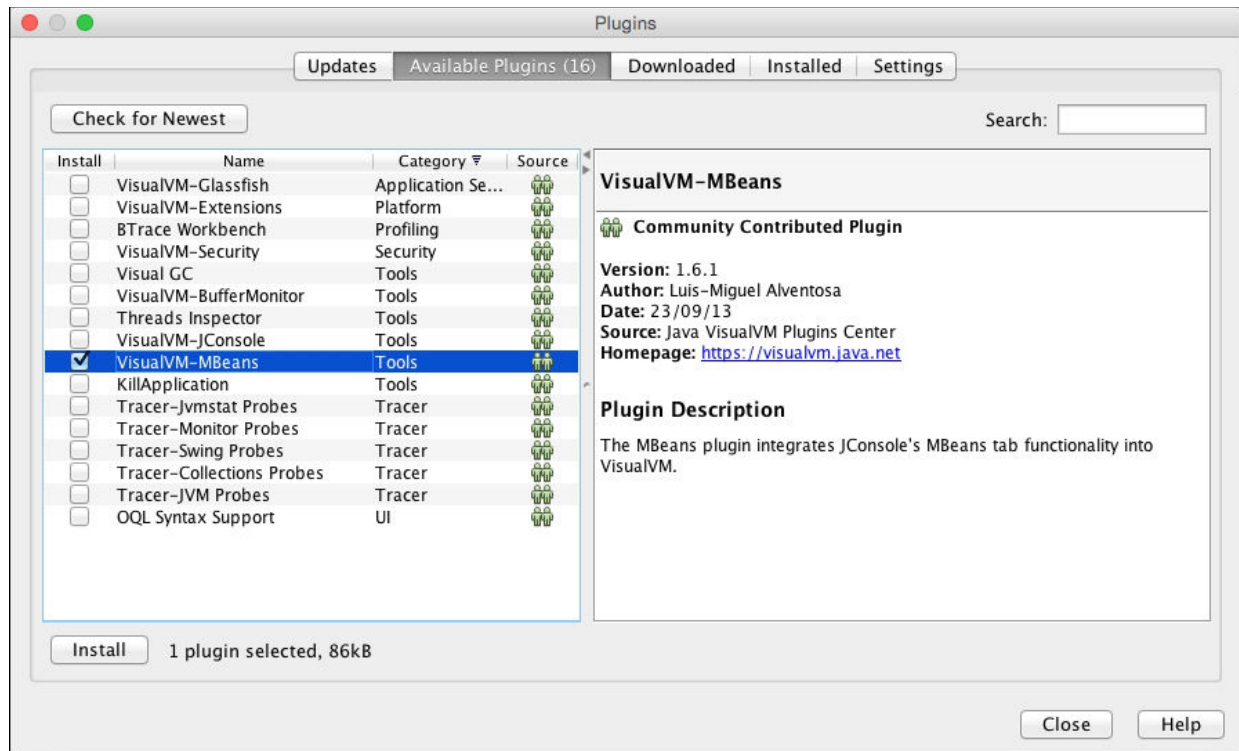 Plugins
Updates Available Plugins (16) Downloaded Installed Settings
Check for Newest Search:
Install Name Category Source
VisualVM-Glassfish Application Se...
VisualVM-Extensions Platform
BTrace Workbench Profiling
VisualVM-Security Security
Visual GC Tools
VisualVM-BufferMonitor Tools
Threads Inspector Tools
VisualVM-JConsole Tools
VisualVM-MBeans Tools
KillApplication Tools
Tracer-Jvmstat Probes Tracer
Tracer-Monitor Probes Tracer
Tracer-Swing Probes Tracer
Tracer-Collections Probes Tracer
Tracer-JVM Probes Tracer
OQL Syntax Support UI
VisualVM-MBeans
Community Contributed Plugin
Version: 1.6.1
Author: Luis-Miguel Alventosa
Date: 23/09/13
Source: Java VisualVM Plugins Center
Homepage: https://visualvm.java.net
Plugin Description
The MBeans plugin integrates JConsole's MBeans tab functionality into
VisualVM.
Install 1 plugin selected, 86kB
Close Help